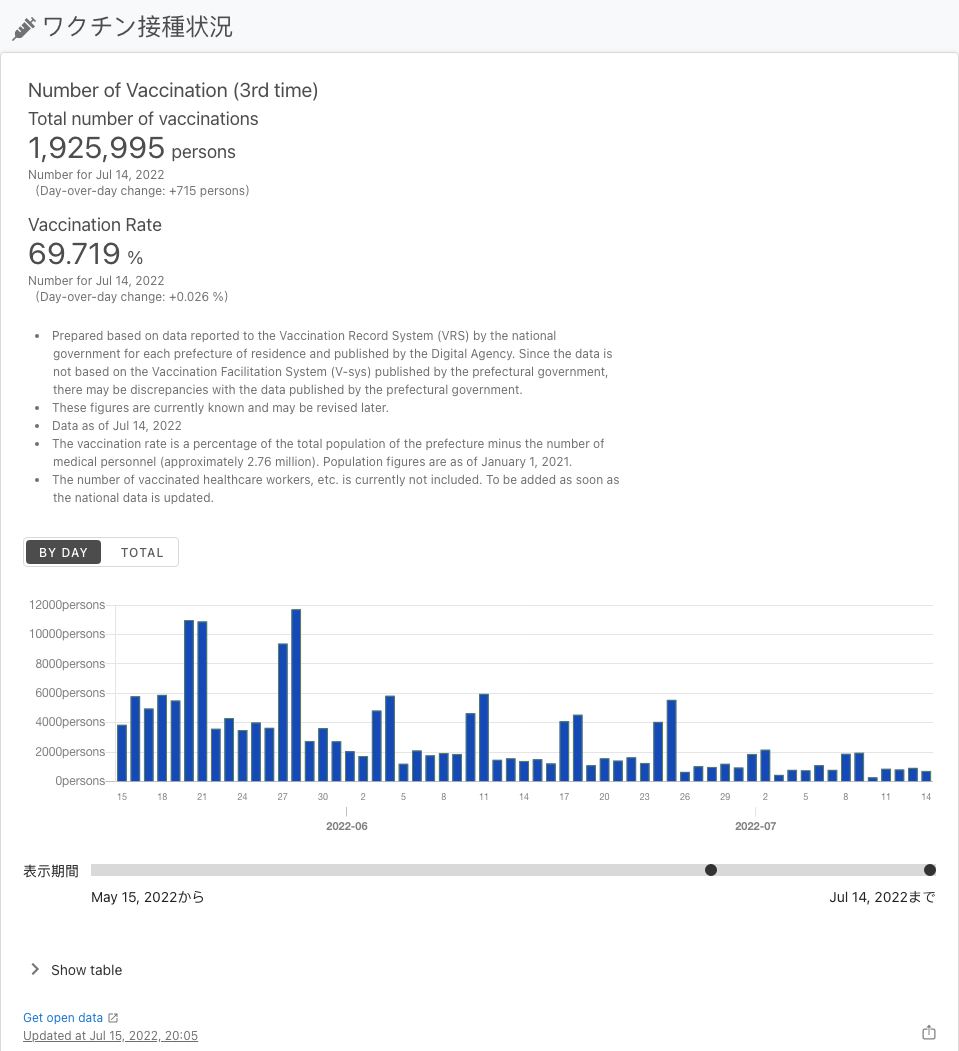 ワクチン接種状況
Number of Vaccination (3rd time)
Total number of vaccinations
1,925,995 persons
Number for Jul 14, 2022
(Day-over-day change: +715 persons)
Vaccination Rate
69.719 %
Number for Jul 14, 2022
(Day-over-day change: +0.026 %)
• Prepared based on data reported to the Vaccination Record System (VRS) by the national
government for each prefecture of residence and published by the Digital Agency. Since the data is
not based on the Vaccination Facilitation System (V-sys) published by the prefectural government,
there may be discrepancies with the data published by the prefectural government.
• These figures are currently known and may be revised later.
• Data as of Jul 14, 2022
• The vaccination rate is a percentage of the total population of the prefecture minus the number of
medical personnel (approximately 2.76 million). Population figures are as of January 1, 2021.
• The number of vaccinated healthcare workers, etc. is currently not included. To be added as soon as
the national data is updated.
BY DAY TOTAL
12000persons
10000persons
8000persons
6000persons
4000persons
2000persons
0persons
15 18 21 24 27 30 2 5 8 11 14 17 20 23 26 29 2 5 8 11 14
2022-06 2022-07
表示期間
May 15, 2022から Jul 14, 2022まで
Show table
Get open data
Updated at Jul 15, 2022, 20:05